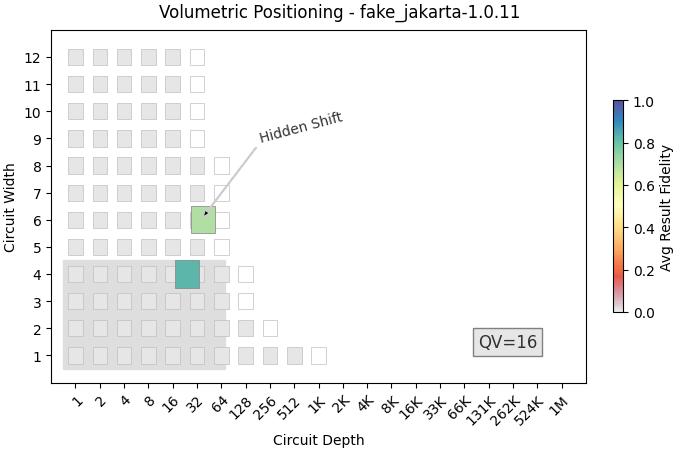 Volumetric Positioning - fake_jakarta-1.0.11
12
11
10
9
8
7
6
5
4
3
2
1
Circuit Width
Hidden Shift
QV=16
1 2 4 8 16 32 64 128 256 512 1K 2K 4K 8K 16K 33K 66K 131K 262K 524K 1M
Circuit Depth
1.0
0.8
0.6
0.4
0.2
0.0
Avg Result Fidelity